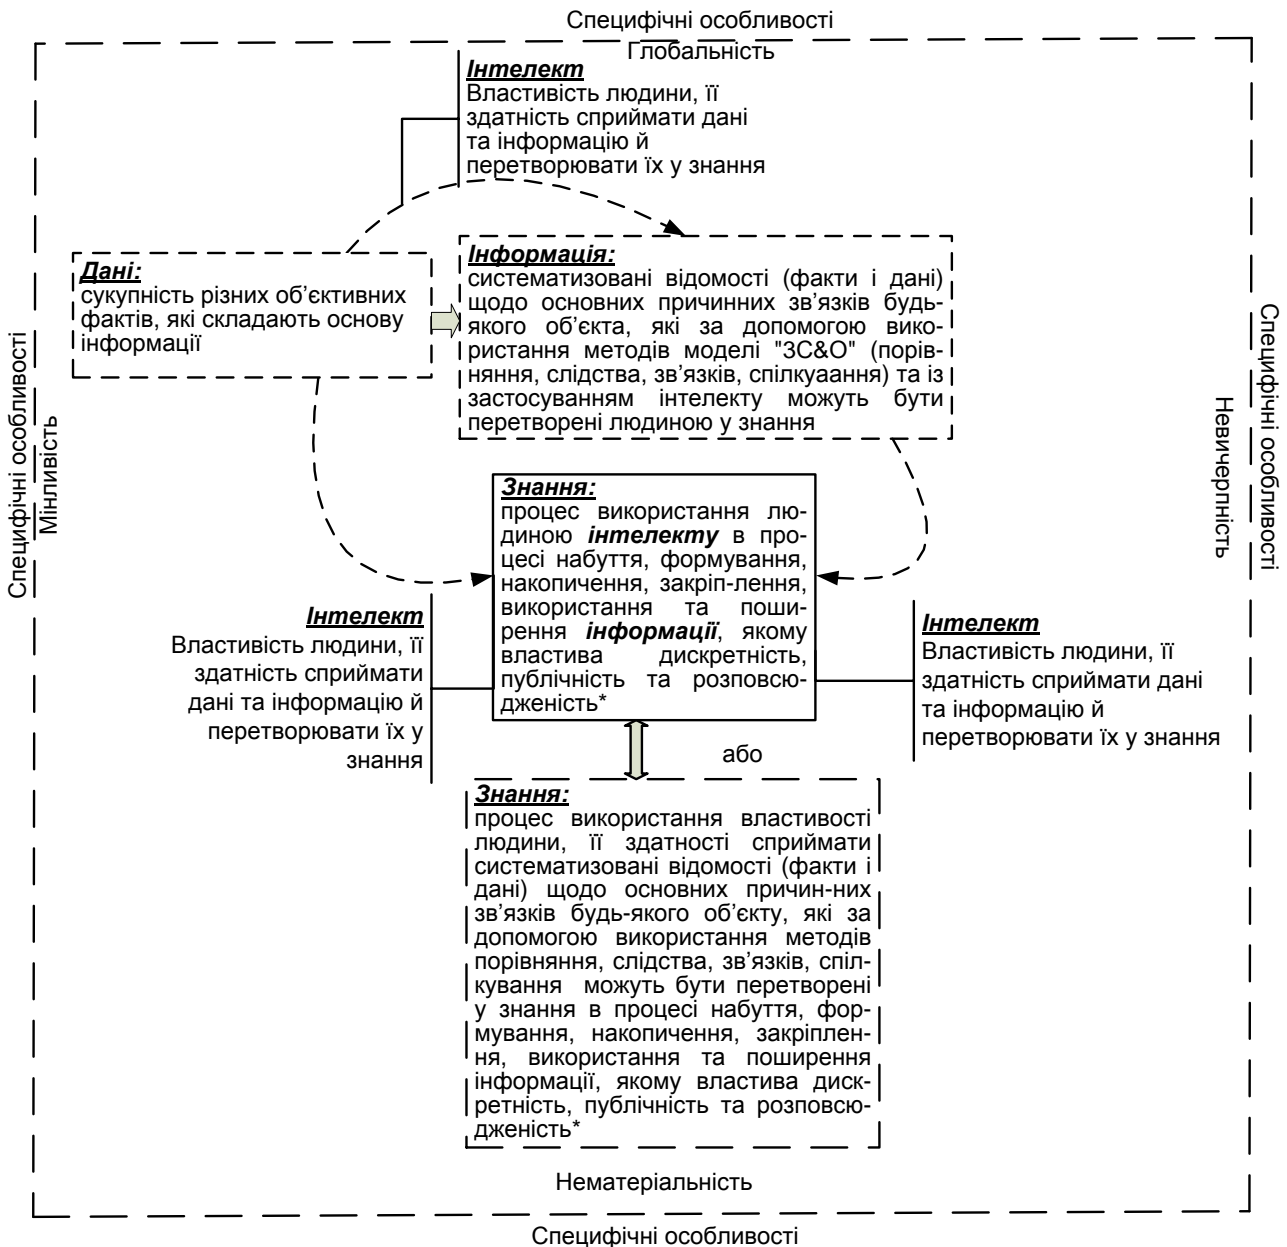 Специфічні особливості
Глобальність
Інтелект
Властивість людини, її
здатність сприймати дані
та інформацію й
перетворювати їх у знання
Дані:
сукупність різних об’єктивних
фактів, які складають основу
інформації
Інформація:
систематизовані відомості (факти і дані)
щодо основних причинних зв’язків будь-
якого об’єкта, які за допомогою вико-
ристання методів моделі "3C&O" (порів-
няння, слідства, зв’язків, спілкуаання) та із
застосуванням інтелекту можуть бути
перетворені людиною у знання
Специфічні особливості
Мінливість
Невичерпність
Специфічні особливості
Знання:
процес використання лю-
диною інтелекту в про-
цесі набуття, формування,
накопичення, закріп-лення,
використання та поши-
рення інформації, якому
властива дискретність,
публічність та розповсю-
дженість*
Інтелект
Властивість людини, її
здатність сприймати
дані та інформацію й
перетворювати їх у
знання
Інтелект
Властивість людини, її
здатність сприймати дані
та інформацію й
перетворювати їх у знання
або
Знання:
процес використання властивості
людини, її здатності сприймати
систематизовані відомості (факти і
дані) щодо основних причин-них
зв’язків будь-якого об’єкту, які за
допомогою використання методів
порівняння, слідства, зв’язків, спіл-
кування можуть бути перетворені
у знання в процесі набуття, фор-
мування, накопичення, закріплен-
ня, використання та поширення
інформації, якому властива диск-
ретність, публічність та розповсю-
дженість*
Нематеріальність
Специфічні особливості